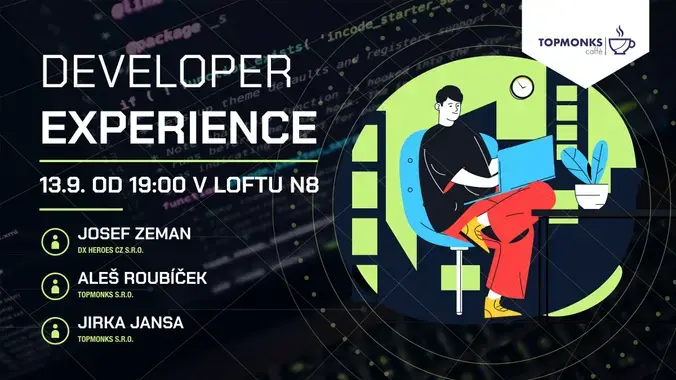 TOPMONKS
caffé
DEVELOPER
EXPERIENCE
13.9. OD 19:00 V LOFTU N8
JOSEF ZEMAN
DX HEROES CZ S.R.O.
ALEŠ ROUBÍČEK
TOPMONKS S.R.O.
JIRKA JANSA
TOPMONKS S.R.O.